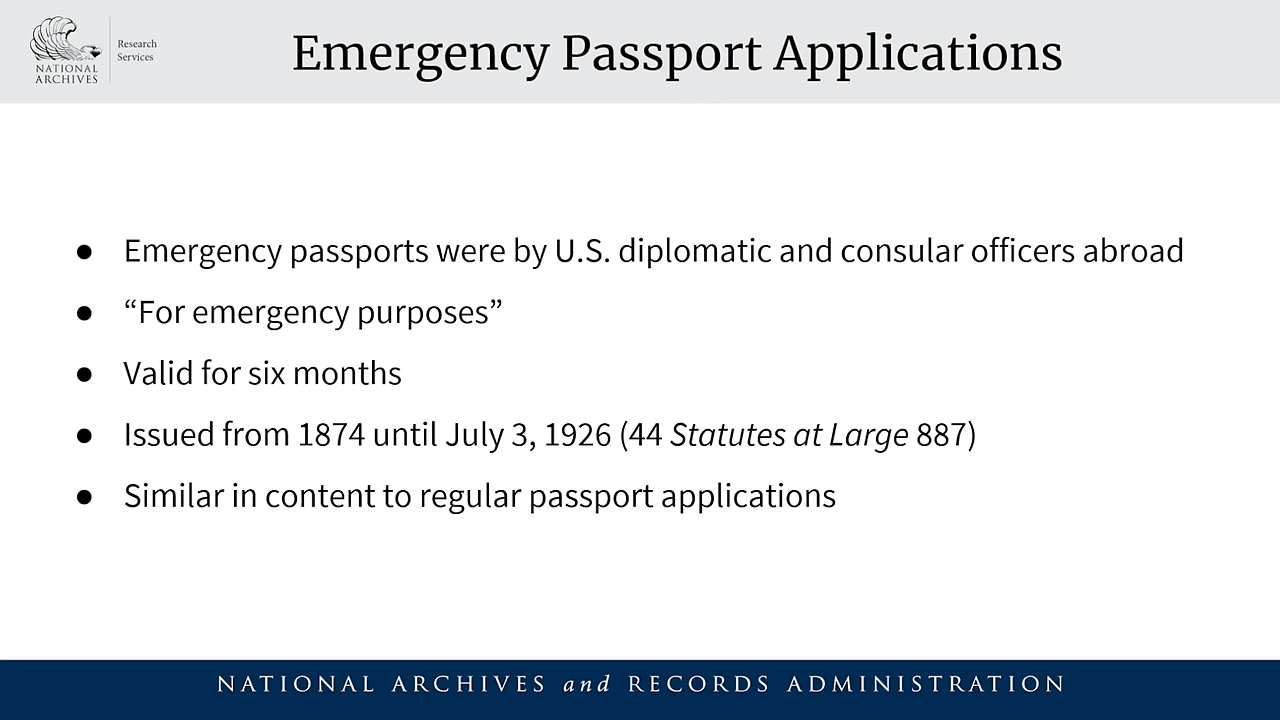 NATIONAL
ARCHIVES
Research
Services
Emergency Passport Applications
● Emergency passports were by U.S. diplomatic and consular officers abroad
● “For emergency purposes”
● Valid for six months
● Issued from 1874 until July 3, 1926 (44 Statutes at Large 887)
● Similar in content to regular passport applications
NATIONAL ARCHIVES and RECORDS ADMINISTRATION